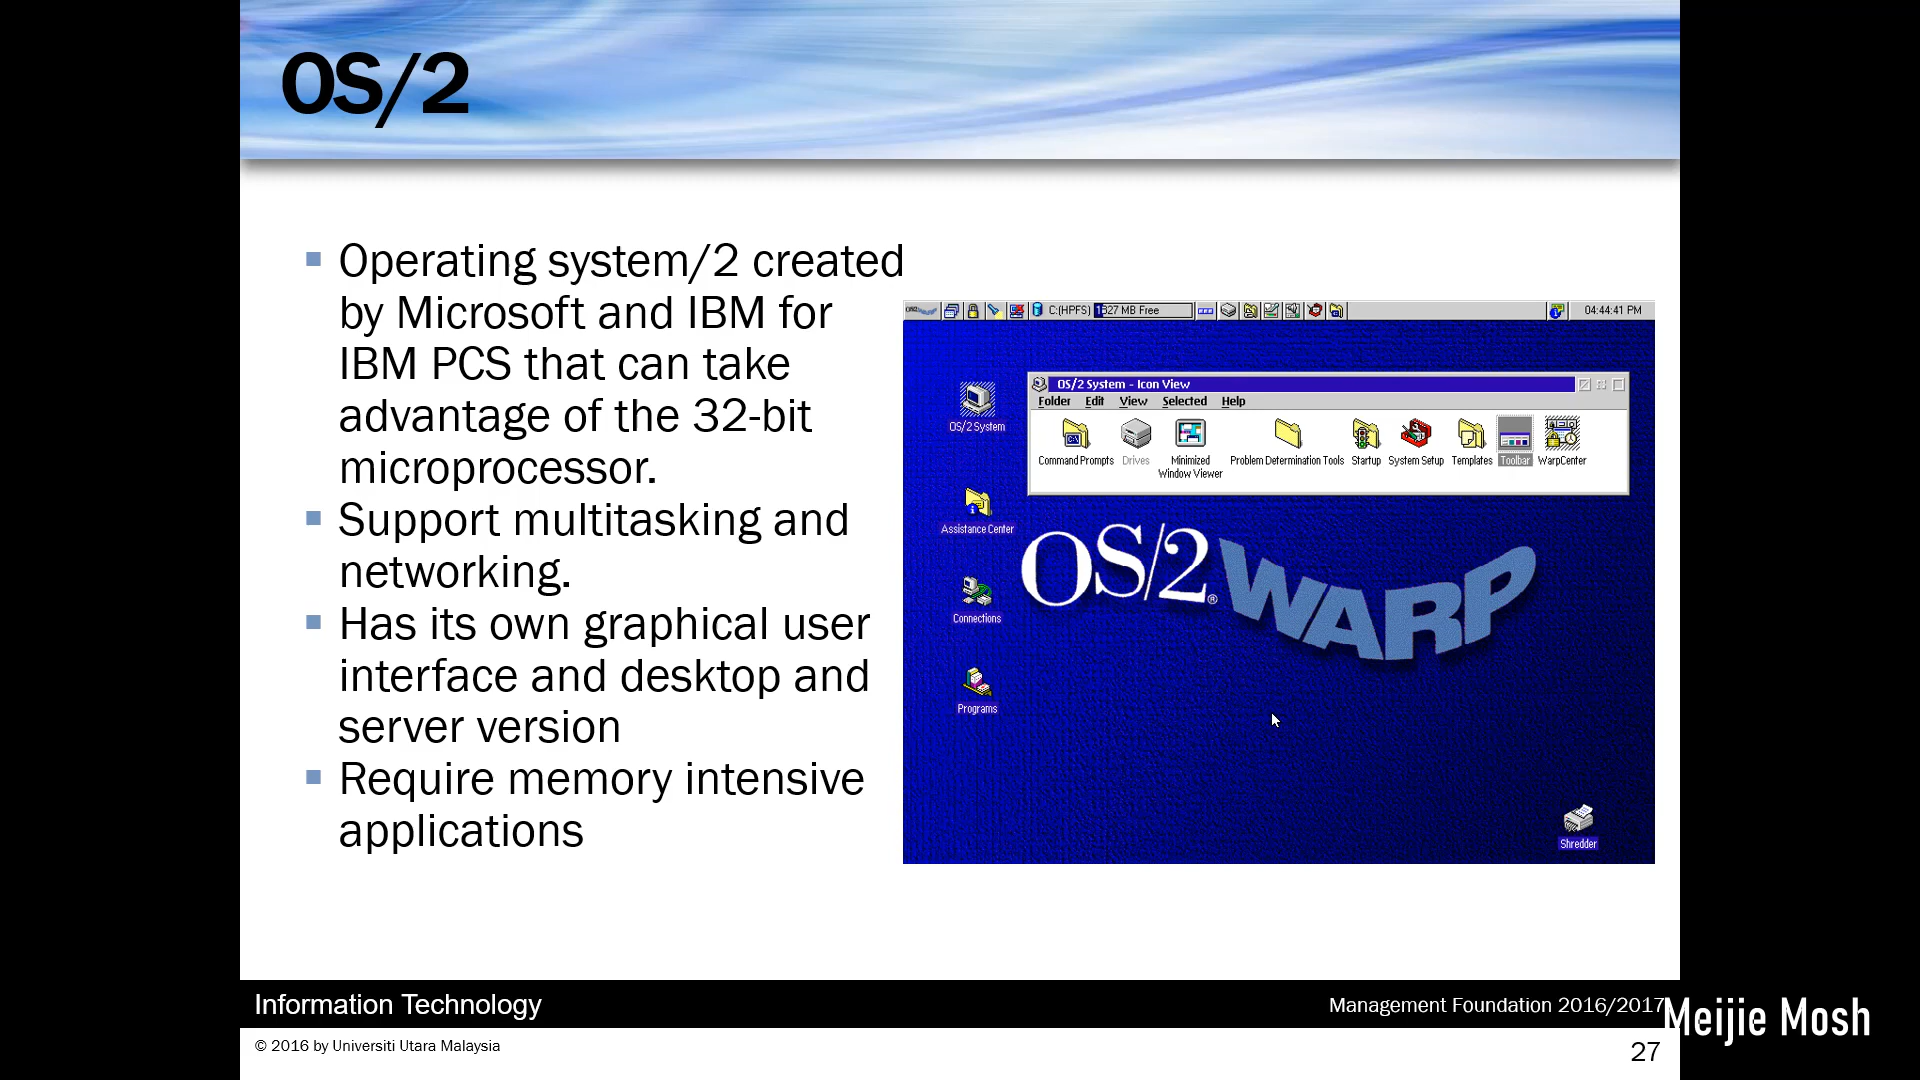 OS/2
Operating system/2 created
by Microsoft and IBM for
IBM PCS that can take
advantage of the 32-bit
microprocessor.
Support multitasking and
networking.
Has its own graphical user
interface and desktop and
server version
Require memory intensive
applications
C:(HPFS) 1627 MB Free
04:44:41 PM
OS/2 System - Icon View
Folder Edit View Selected Help
Command Prompts Drives Minimized Window Viewer Problem Determination Tools Startup System Setup Templates Toolbar WarpCenter
OS/2 System
Assistance Center
Connections
Programs
OS/2® WARP
Shredder
Information Technology
Management Foundation 2016/2017
Meijie Mosh
© 2016 by Universiti Utara Malaysia
27